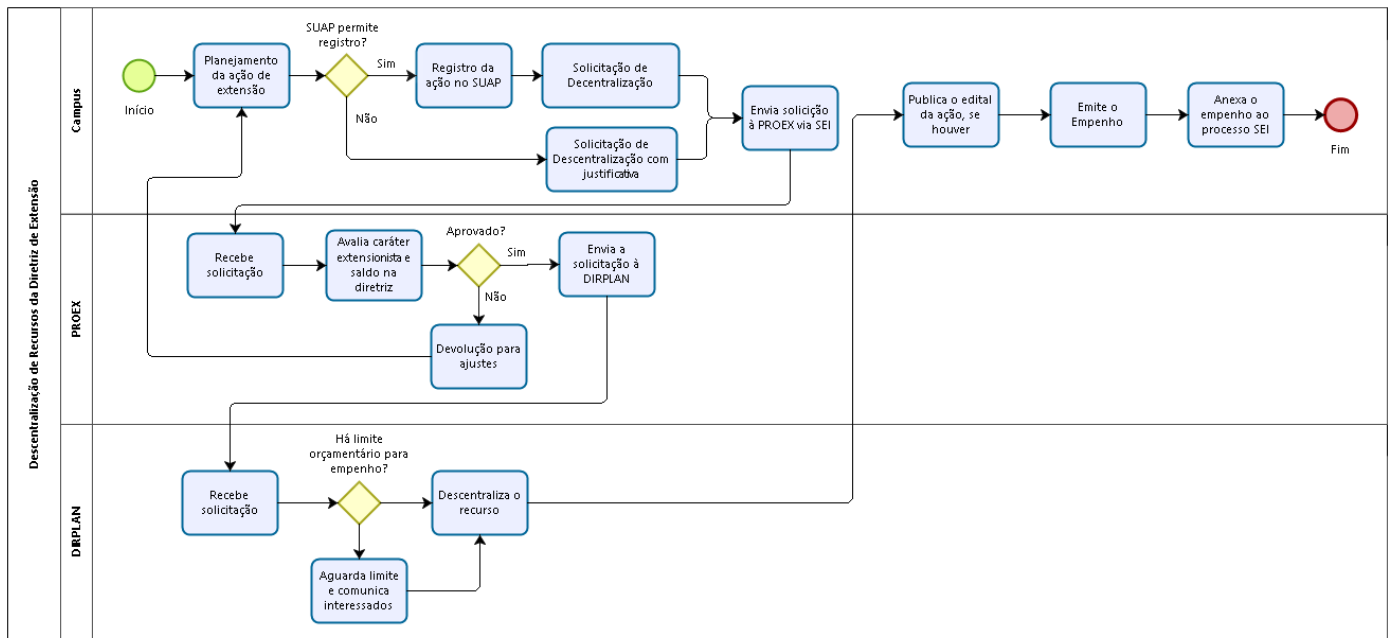 Descentralização de Recursos da Diretriz de Extensão
Campus
Início
Planejamento
da ação de
extensão
SUAP permite
registro?
Sim
Não
Registro da
ação no SUAP
Solicitação de
Decentralização
Solicitação de
Descentralização com
justificativa
Envia solicição
à PROEX via SEI
Publica o edital
da ação, se
houver
Emite o
Empenho
Anexa o
empenho ao
processo SEI
Fim
PROEX
Recebe
solicitação
Avalia caráter
extensionista e
saldo na
diretriz
Aprovado?
Sim
Não
Envia a
solicitação à
DIRPLAN
Devolução para
ajustes
DIRPLAN
Recebe
solicitação
Há limite
orçamentário para
empenho?
Descentraliza o
recurso
Aguarda limite
e comunica
interessados